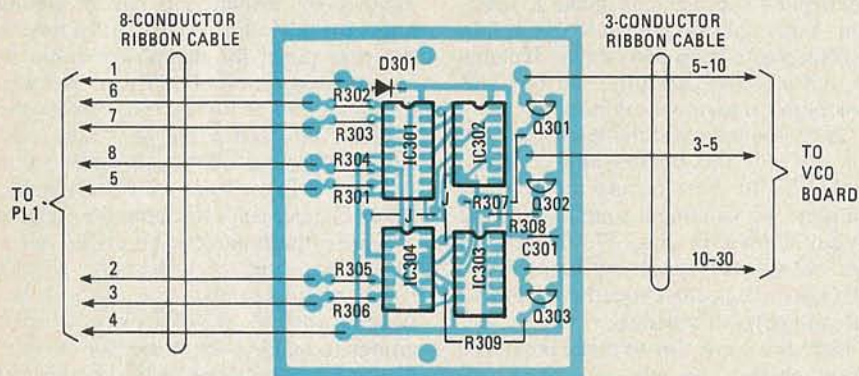 8-CONDUCTOR
RIBBON CABLE
3-CONDUCTOR
RIBBON CABLE
D301
1
5-10
6
R302
7
R303
IC301
IC302
Q301
8
R304
3-5
TO
PL1
5
R301
R307
J
J
Q302
TO
VCO
BOARD
R308
C301
2
R305
IC304
IC303
10-30
3
R306
Q303
4
R309